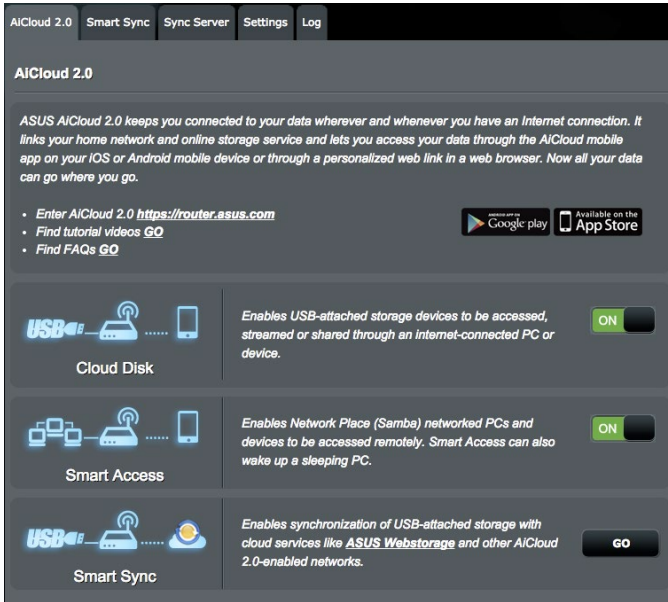 AiCloud 2.0 Smart Sync Sync Server Settings Log
AiCloud 2.0
ASUS AiCloud 2.0 keeps you connected to your data wherever and whenever you have an Internet connection. It
links your home network and online storage service and lets you access your data through the AiCloud mobile
app on your iOS or Android mobile device or through a personalized web link in a web browser. Now all your data
can go where you go.
• Enter AiCloud 2.0 https://router.asus.com
• Find tutorial videos GO
• Find FAQs GO
ANDROID APP ON
Google play
Available on the
App Store
USB
Cloud Disk
Enables USB-attached storage devices to be accessed,
streamed or shared through an internet-connected PC or
device.
ON
Smart Access
Enables Network Place (Samba) networked PCs and
devices to be accessed remotely. Smart Access can also
wake up a sleeping PC.
ON
USB
Smart Sync
Enables synchronization of USB-attached storage with
cloud services like ASUS Webstorage and other AiCloud
2.0-enabled networks.
GO